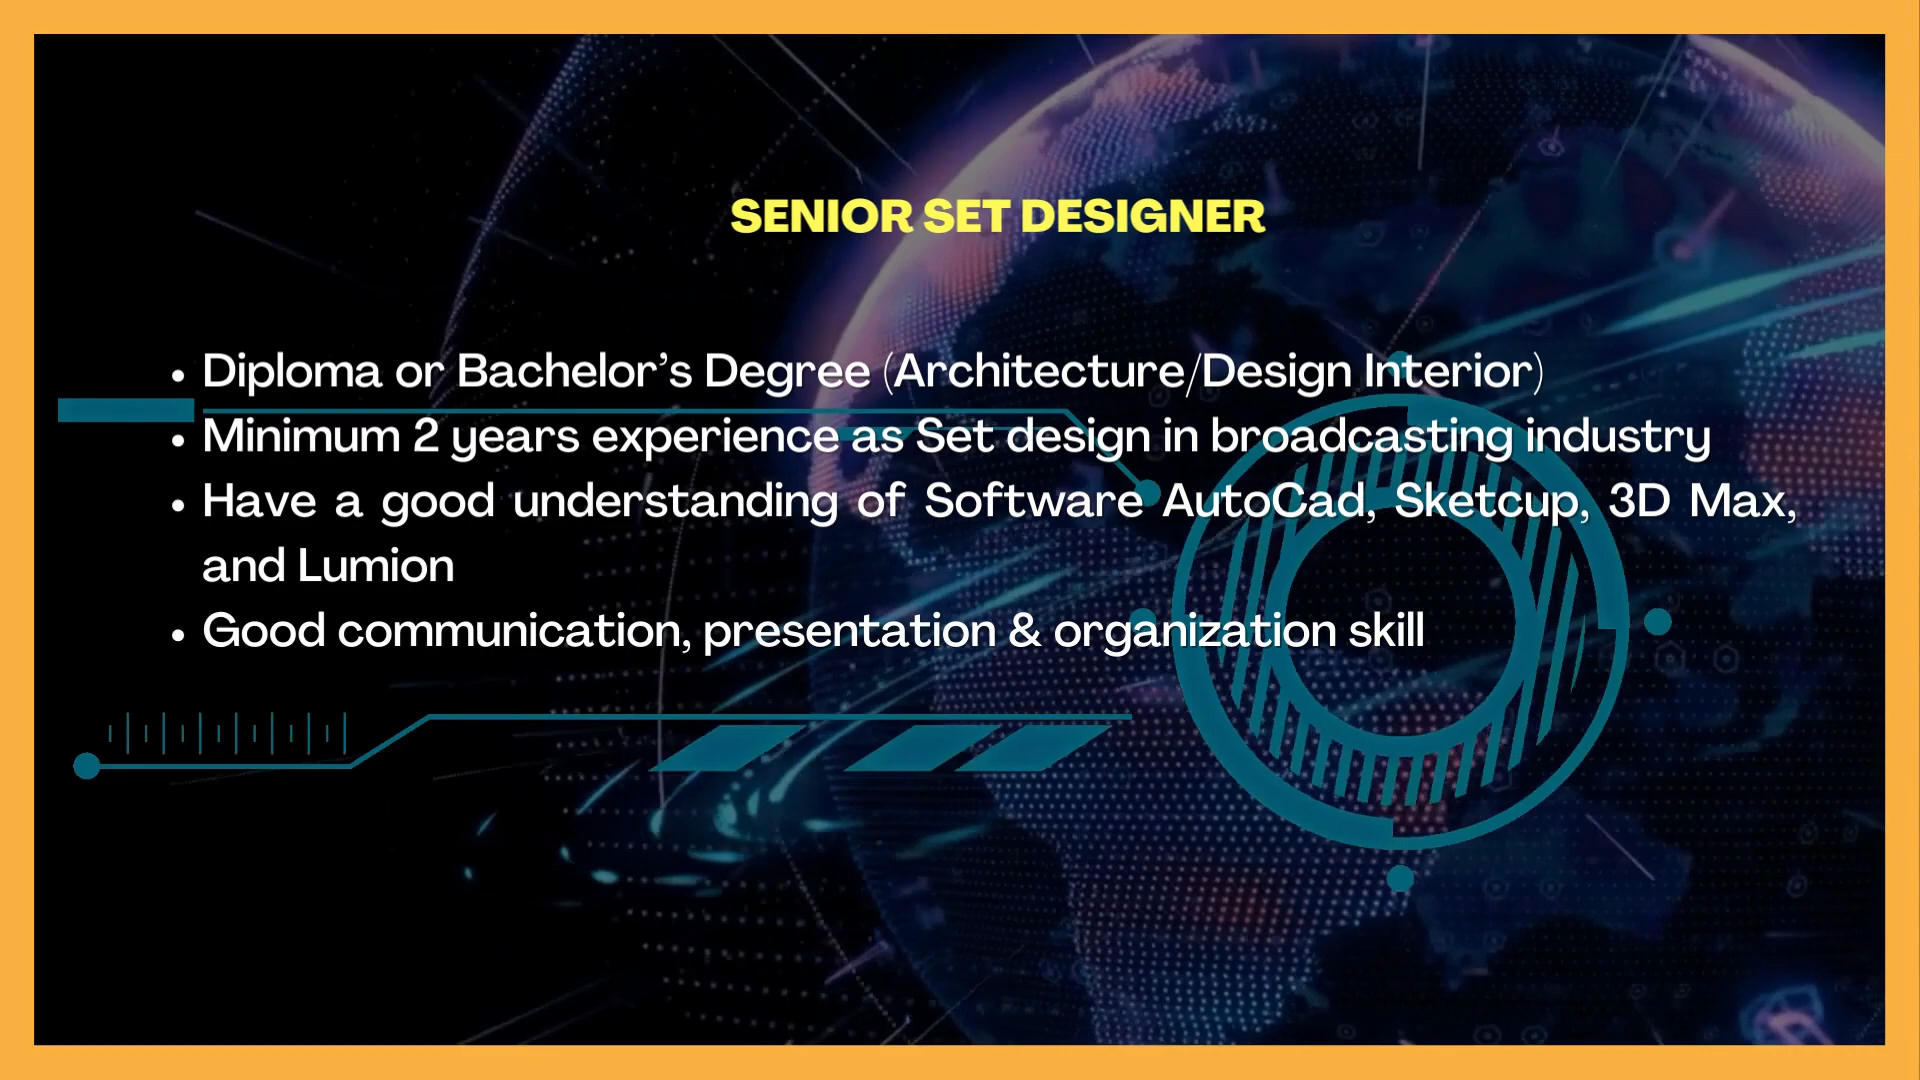 SENIOR SET DESIGNER
• Diploma or Bachelor’s Degree (Architecture/Design Interior)
• Minimum 2 years experience as Set design in broadcasting industry
• Have a good understanding of Software AutoCad, Sketcup, 3D Max,
and Lumion
• Good communication, presentation & organization skill